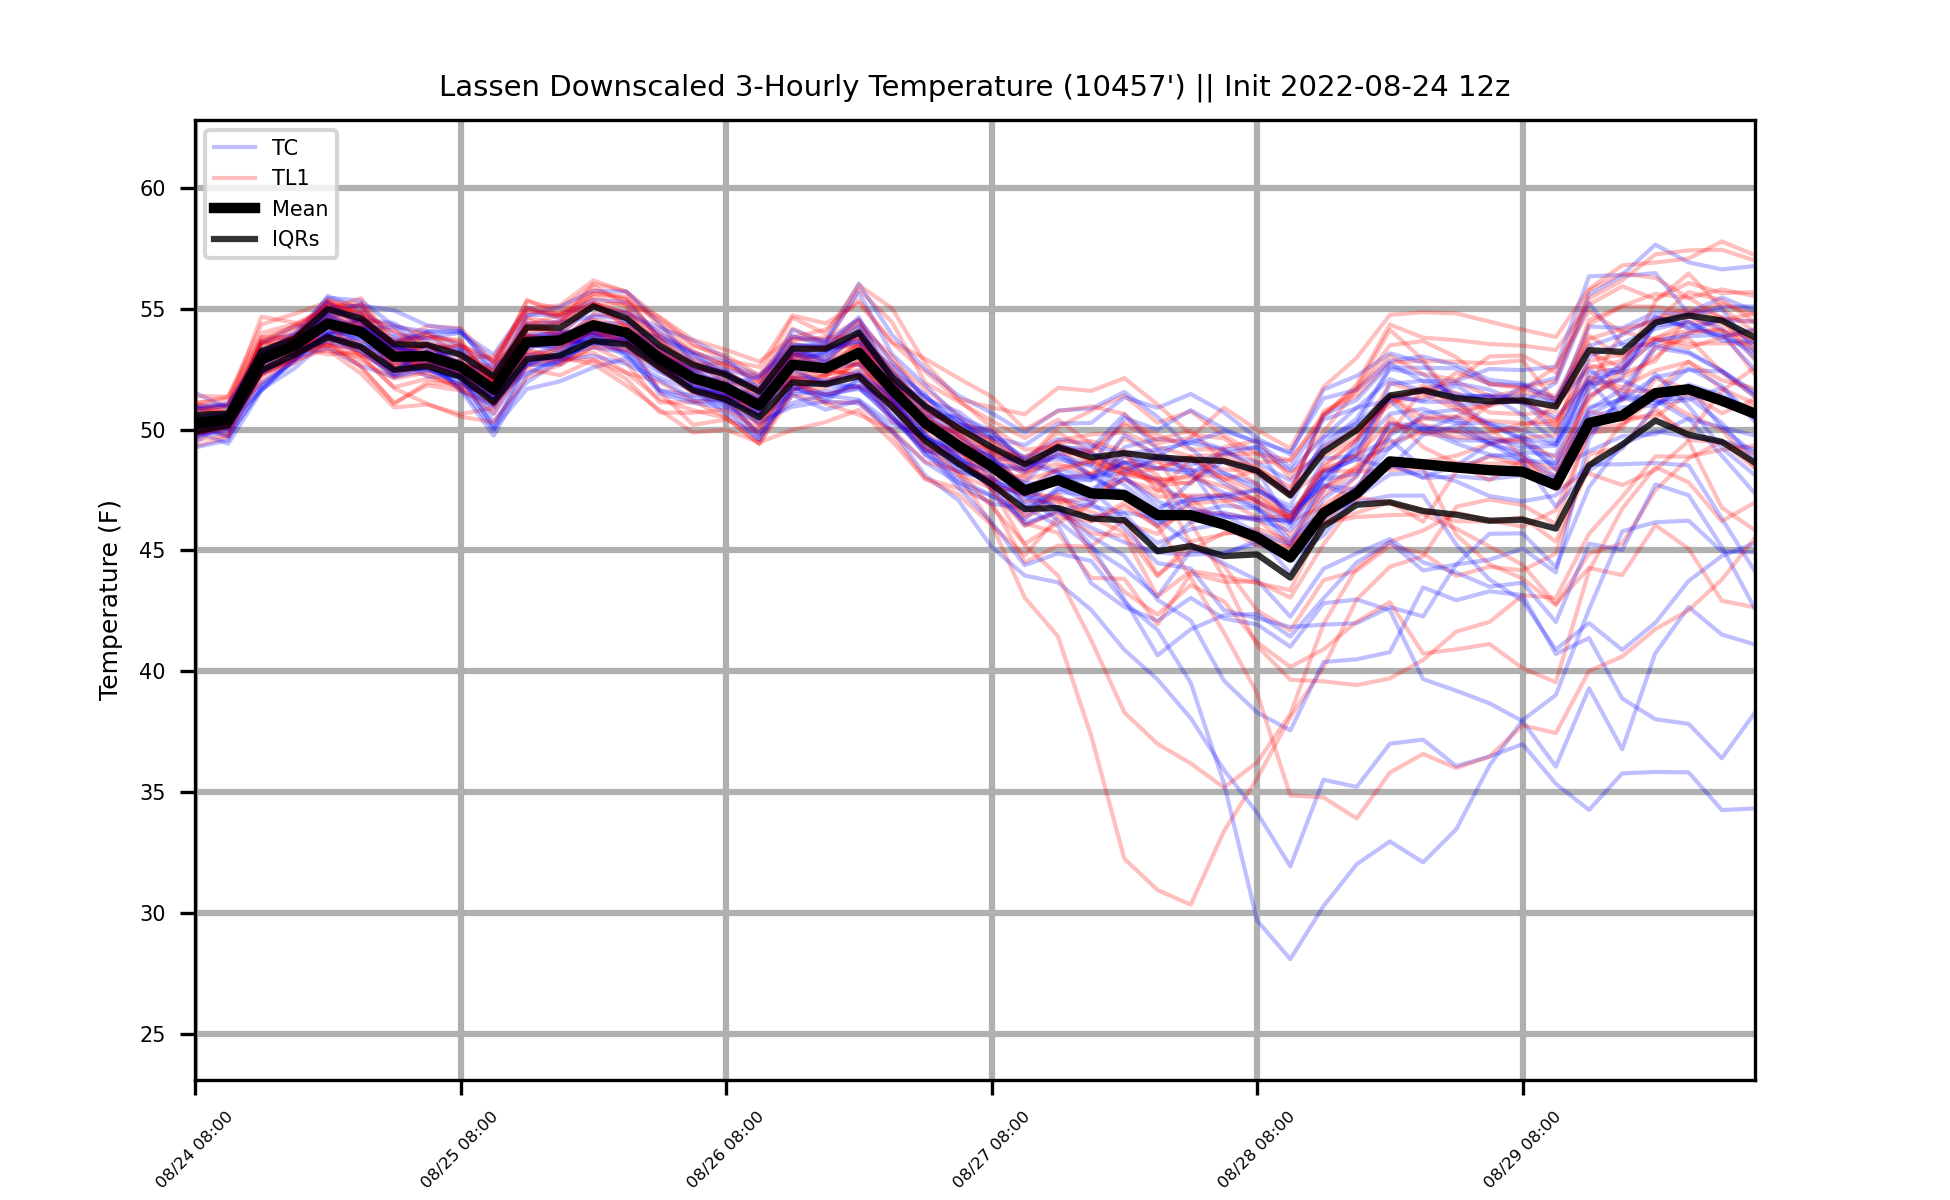 Lassen Downscaled 3-Hourly Temperature (10457') || Init 2022-08-24 12z
TC
TL1
Mean
IQRs
Temperature (F)
60
55
50
45
40
35
30
25
08/24 08:00
08/25 08:00
08/26 08:00
08/27 08:00
08/28 08:00
08/29 08:00